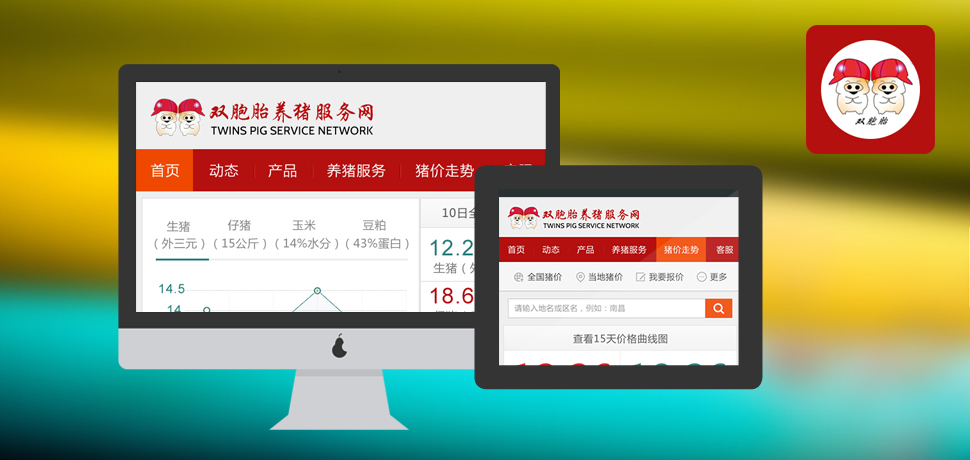 双胞胎养猪服务网
TWINS PIG SERVICE NETWORK
首页 动态 产品 养猪服务 猪价走势
生猪 仔猪 玉米 豆粕
(外三元) (15公斤) (14%水分) (43%蛋白)
14.5
14
10日
12.2
生猪
18.6
双胞胎养猪服务网
TWINS PIG SERVICE NETWORK
首页 动态 产品 养猪服务 猪价走势 客服
全国猪价 当地猪价 我要报价 更多
请输入地名或区名，例如：南昌
查看15天价格曲线图
双胞胎